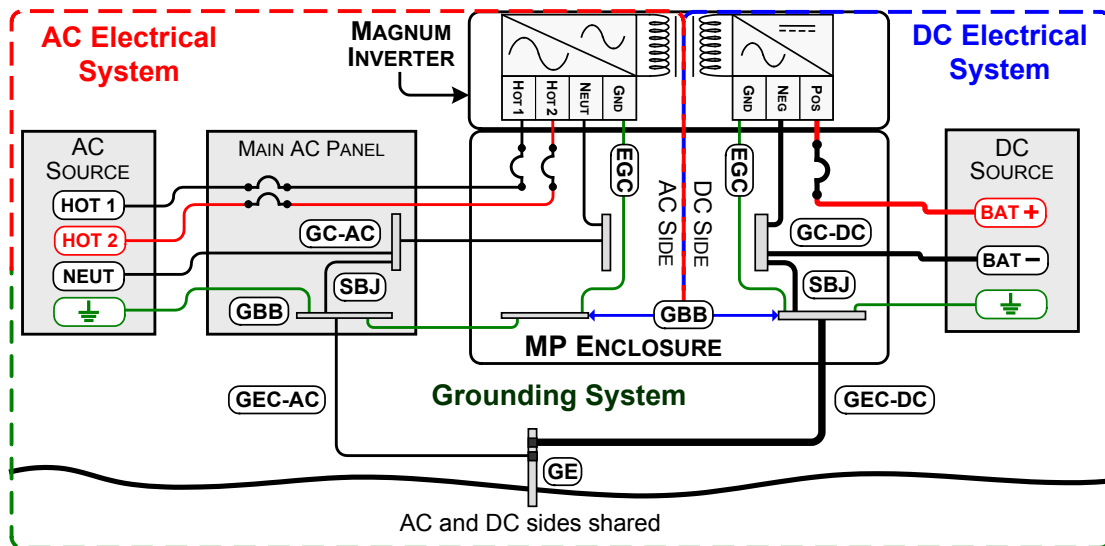 AC Electrical
System
MAGNUM
INVERTER
DC Electrical
System
HOT 1
HOT 2
NEUT
GND
GND
NEG
POS
AC
SOURCE
HOT 1
HOT 2
NEUT
MAIN AC PANEL
GC-AC
SBJ
GBB
EGC
AC SIDE
DC SIDE
EGC
GC-DC
SBJ
GBB
MP ENCLOSURE
DC
SOURCE
BAT +
BAT −
GEC-AC
Grounding System
GEC-DC
GE
AC and DC sides shared